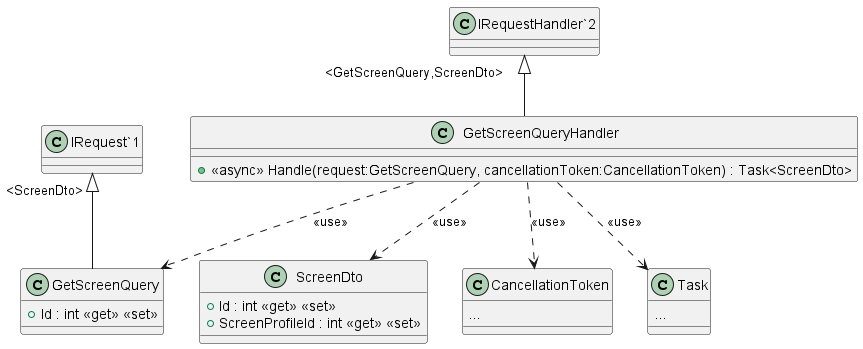 C IRequestHandler`2
<GetScreenQuery,ScreenDto>
C GetScreenQueryHandler
«async» Handle(request:GetScreenQuery, cancellationToken:CancellationToken) : Task<ScreenDto>
C IRequest`1
<ScreenDto>
«use»
«use»
«use»
«use»
C GetScreenQuery
Id : int «get» «set»
C ScreenDto
Id : int «get» «set»
ScreenProfileId : int «get» «set»
C CancellationToken
...
C Task
...